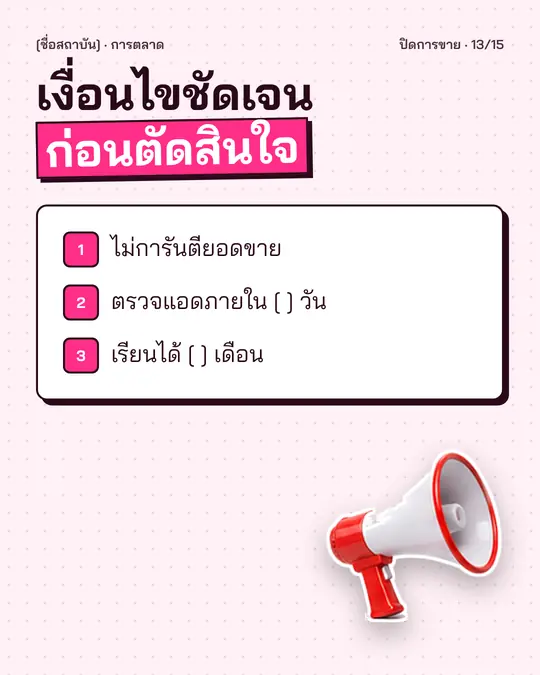 [ชื่อสถาบัน] · การตลาด
ปิดการขาย · 13/15
เงื่อนไขชัดเจน
ก่อนตัดสินใจ
1 ไม่การันตียอดขาย
2 ตรวจแอดภายใน [ ] วัน
3 เรียนได้ [ ] เดือน